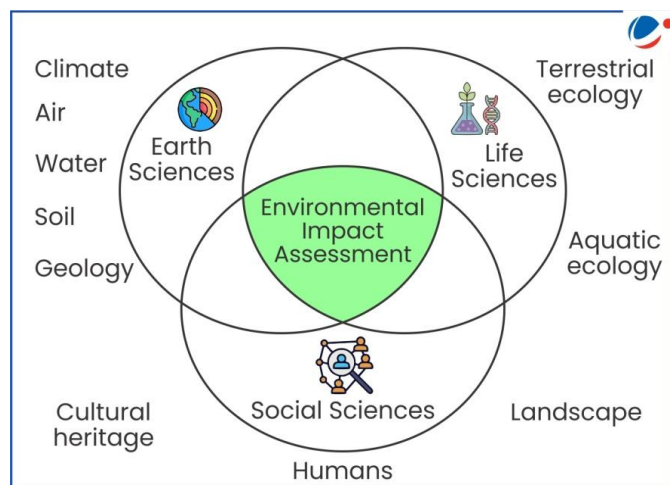 Climate
Air
Water
Soil
Geology
Earth
Sciences
Life
Sciences
Terrestrial
ecology
Aquatic
ecology
Environmental
Impact
Assessment
Social Sciences
Cultural
heritage
Humans
Landscape